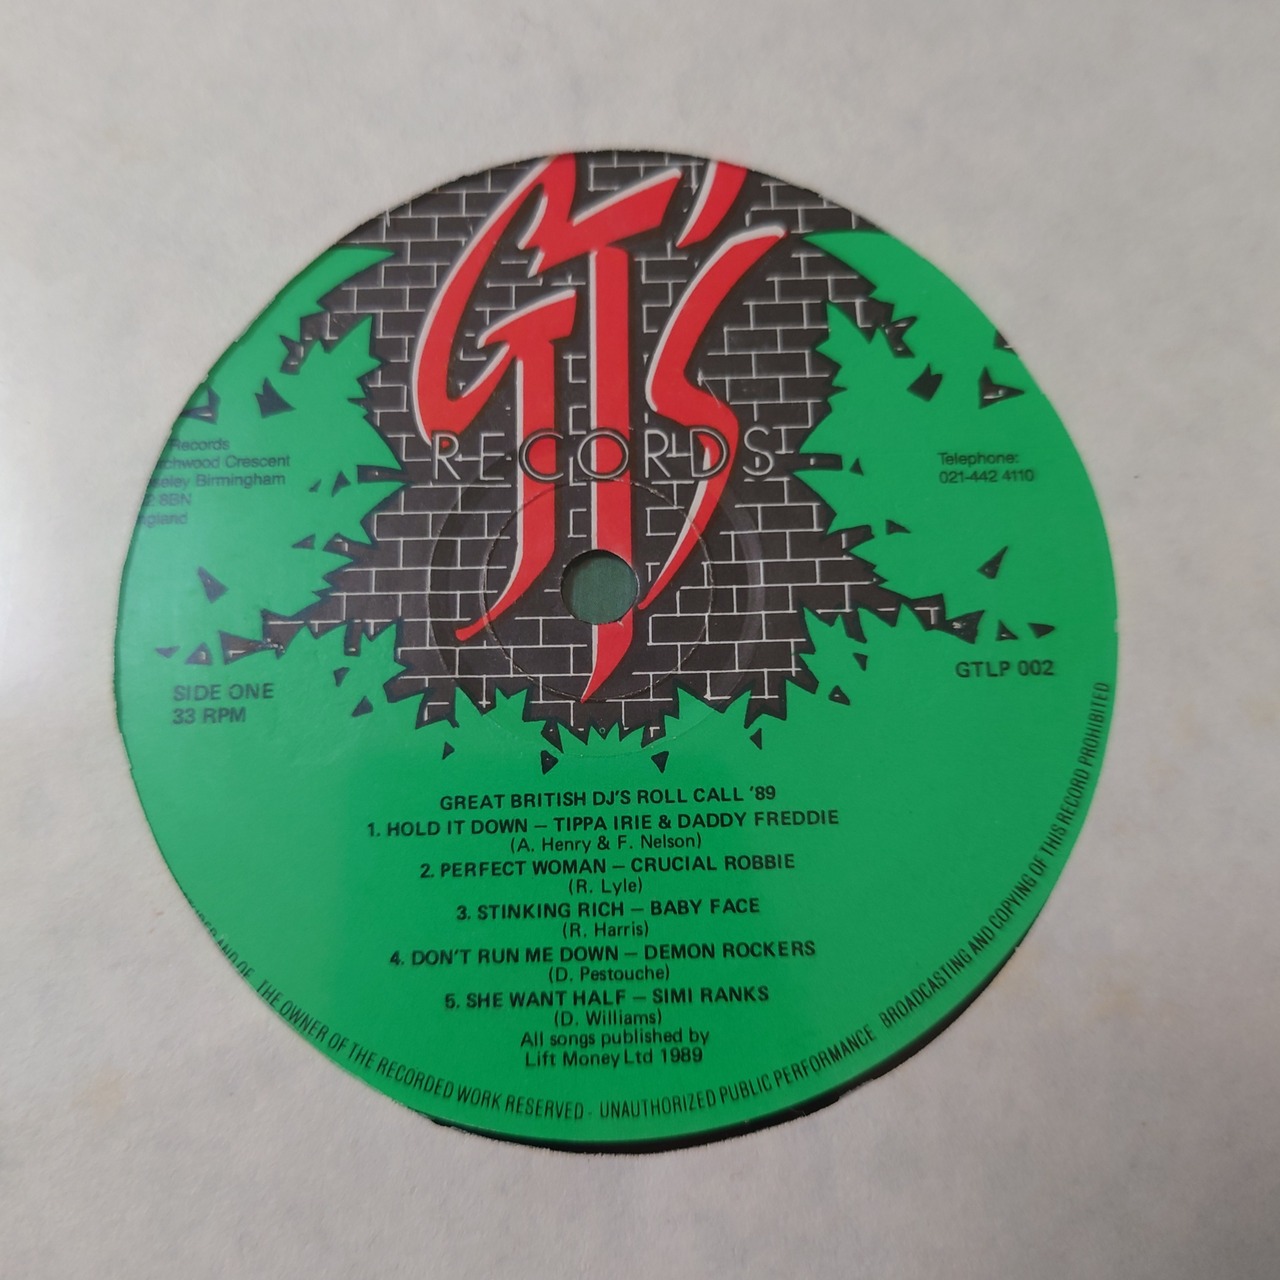 GT'S
RECORDS
Records
Crescent
Birmingham
8BN
Telephone:
021-442 4110
SIDE ONE
33 RPM
GTLP 002
GREAT BRITISH DJ'S ROLL CALL '89
1. HOLD IT DOWN – TIPPA IRIE & DADDY FREDDIE
(A. Henry & F. Nelson)
2. PERFECT WOMAN – CRUCIAL ROBBIE
(R. Lyle)
3. STINKING RICH – BABY FACE
(R. Harris)
4. DON'T RUN ME DOWN – DEMON ROCKERS
(D. Pestouche)
5. SHE WANT HALF – SIMI RANKS
(D. Williams)
All songs published by
Lift Money Ltd 1989
AND OF THE OWNER OF THE RECORDED WORK RESERVED - UNAUTHORIZED PUBLIC PERFORMANCE BROADCASTING AND COPYING OF THIS RECORD PROHIBITED